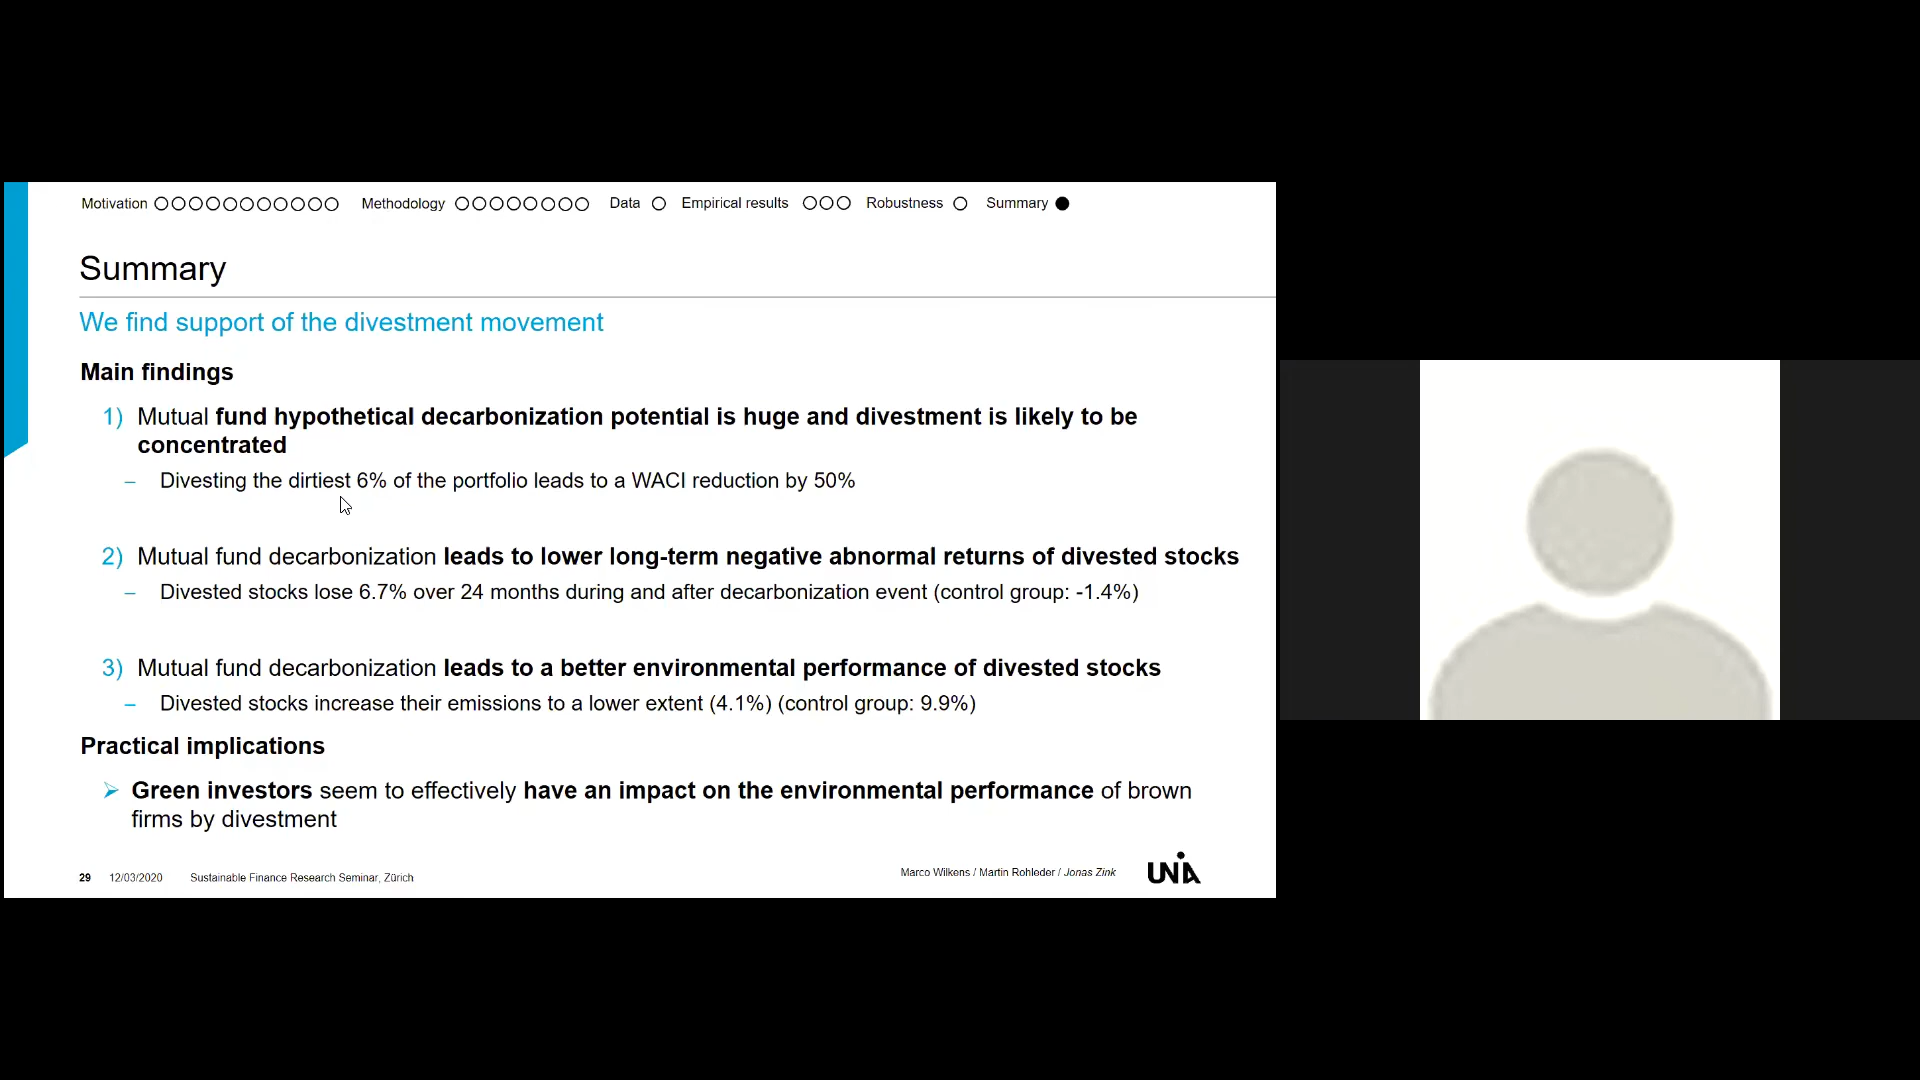 Motivation Methodology Data Empirical results Robustness Summary
Summary
We find support of the divestment movement
Main findings
1) Mutual fund hypothetical decarbonization potential is huge and divestment is likely to be
concentrated
– Divesting the dirtiest 6% of the portfolio leads to a WACI reduction by 50%
2) Mutual fund decarbonization leads to lower long-term negative abnormal returns of divested stocks
– Divested stocks lose 6.7% over 24 months during and after decarbonization event (control group: -1.4%)
3) Mutual fund decarbonization leads to a better environmental performance of divested stocks
– Divested stocks increase their emissions to a lower extent (4.1%) (control group: 9.9%)
Practical implications
➢ Green investors seem to effectively have an impact on the environmental performance of brown
firms by divestment
29 12/03/2020 Sustainable Finance Research Seminar, Zürich Marco Wilkens / Martin Rohleder / Jonas Zink UNIA